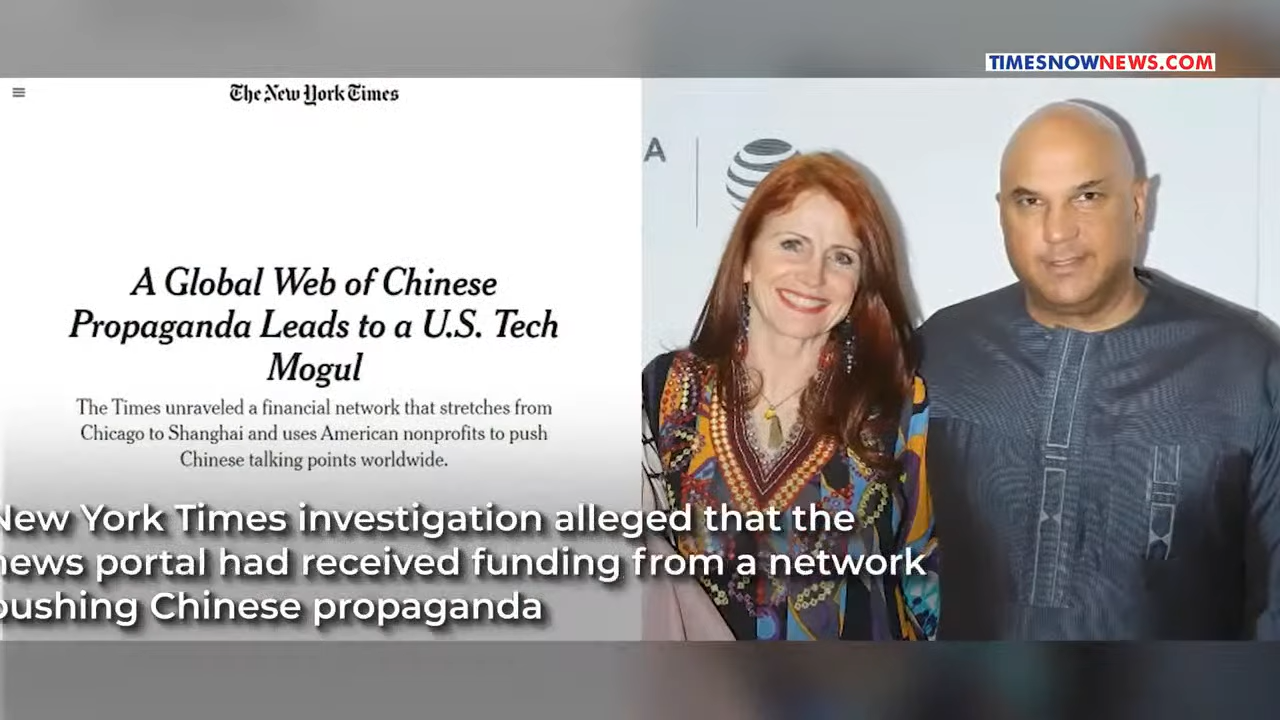 TIMESNOWNEWS.COM
The New York Times
A
A Global Web of Chinese
Propaganda Leads to a U.S. Tech
Mogul
The Times unraveled a financial network that stretches from
Chicago to Shanghai and uses American nonprofits to push
Chinese talking points worldwide.
New York Times investigation alleged that the
news portal had received funding from a network
pushing Chinese propaganda